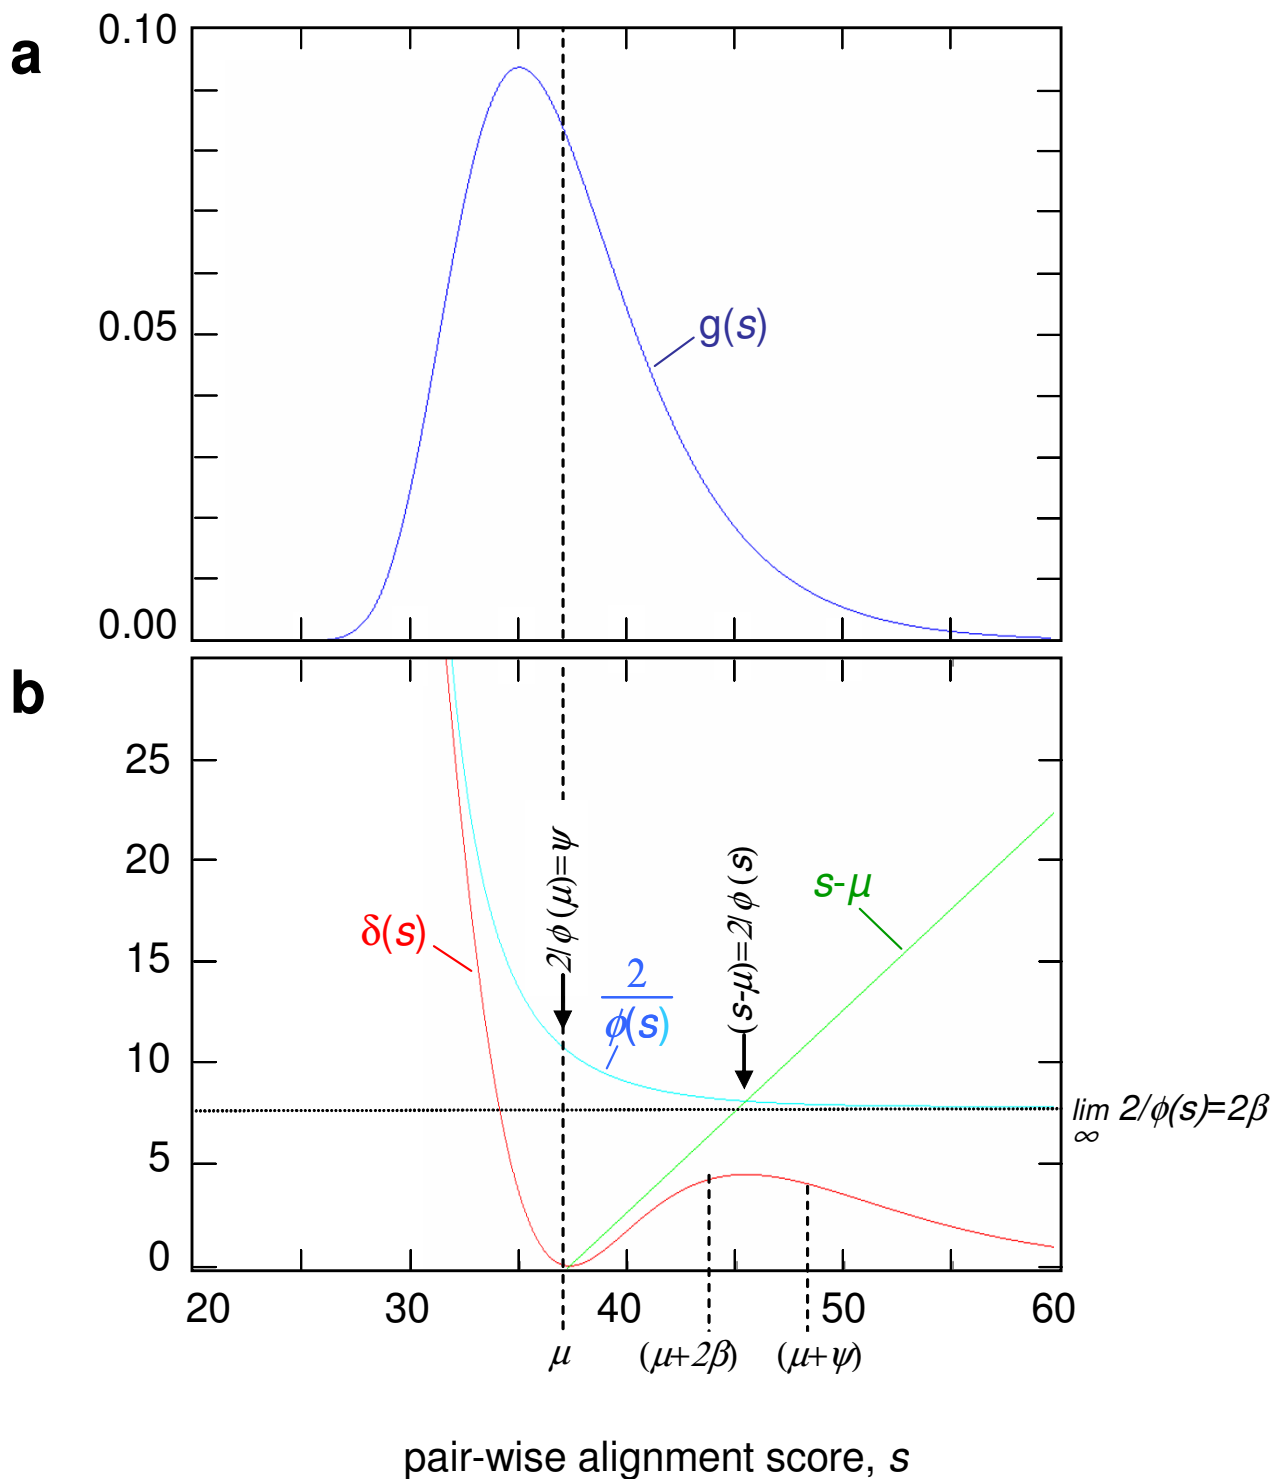 a
0.10
0.05
0.00
g(s)
b
25
20
15
10
5
0
δ(s)
2/ϕ(μ)=ψ
2
ϕ(s)
(s-μ)=2/ϕ(s)
s-μ
lim 2/ϕ(s)=2β
∞
20 30 40 50 60
μ (μ+2β) (μ+ψ)
pair-wise alignment score, s